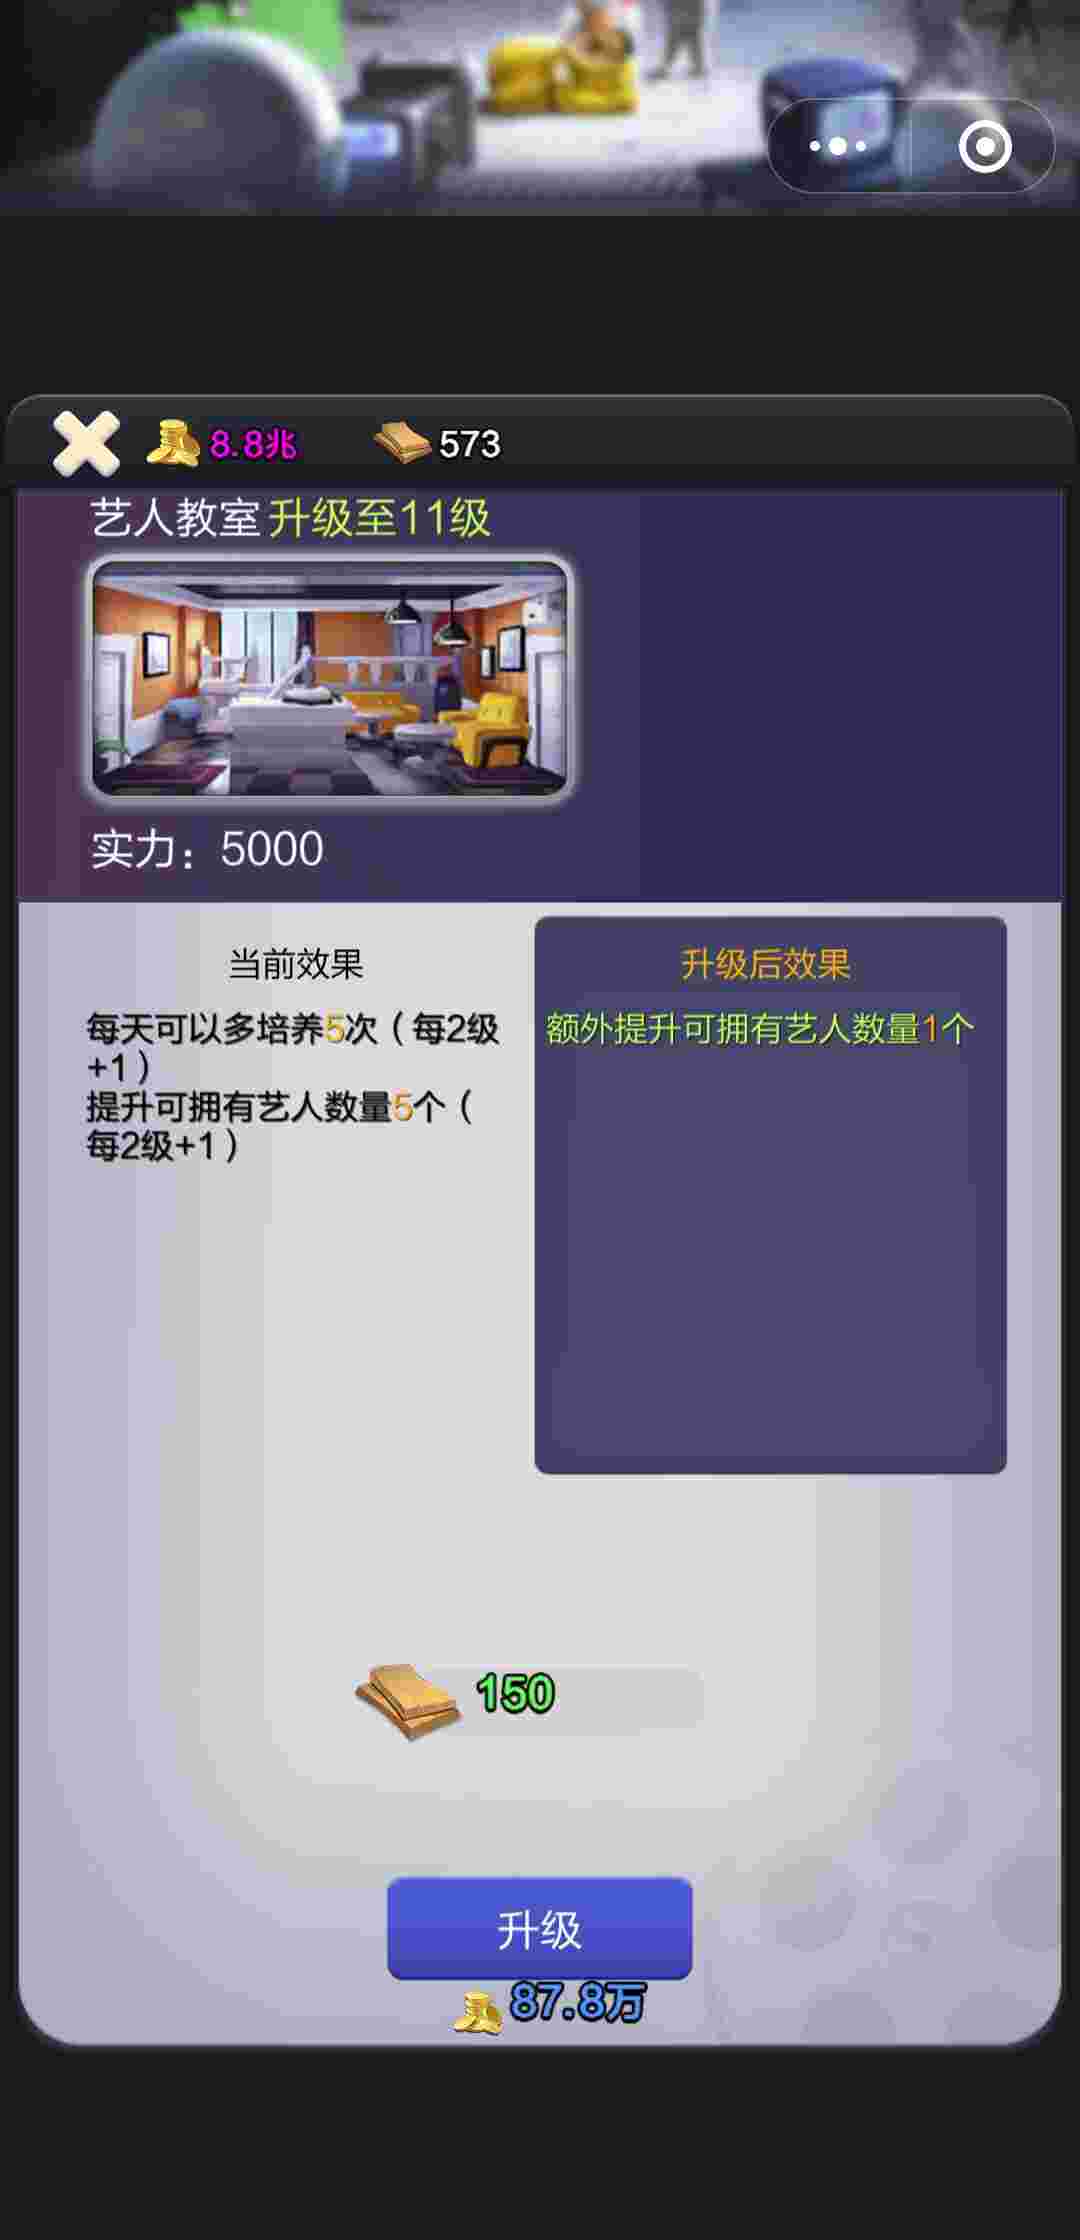 8.8兆
573
艺人教室升级至11级
实力：5000
当前效果
每天可以多培养5次（每2级
+1）
提升可拥有艺人数量5个（
每2级+1）
升级后效果
额外提升可拥有艺人数量1个
150
升级
87.8万